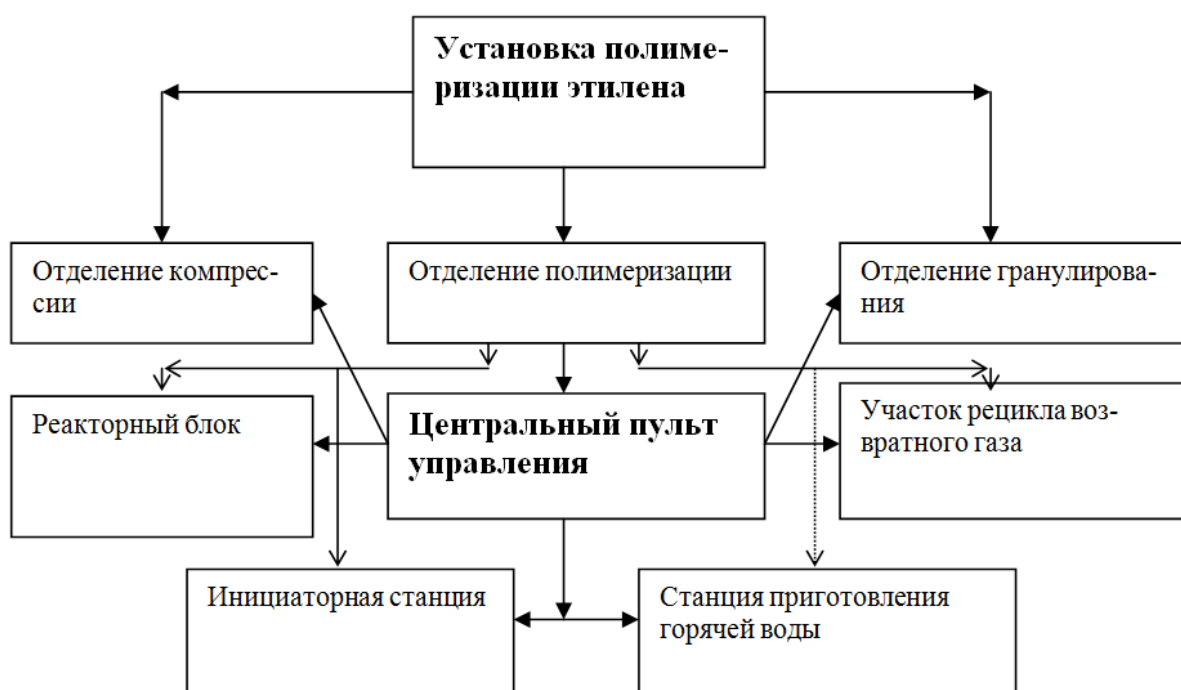 Установка полиме-
ризации этилена
Отделение компрес-
сии
Отделение полимеризации
Отделение гранулирова-
ния
Реакторный блок
Центральный пульт
управления
Участок рецикла воз-
вратного газа
Инициаторная станция
Станция приготовления
горячей воды